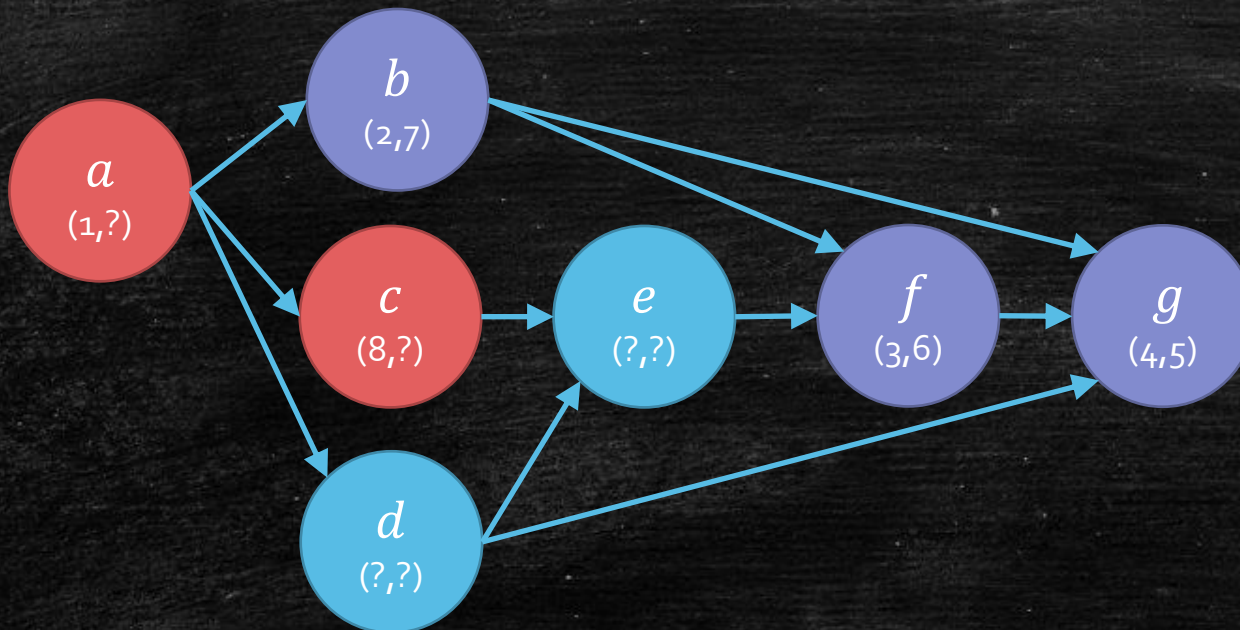 a
(1,?)
b
(2,7)
c
(8,?)
d
(?,?)
e
(?,?)
f
(3,6)
g
(4,5)